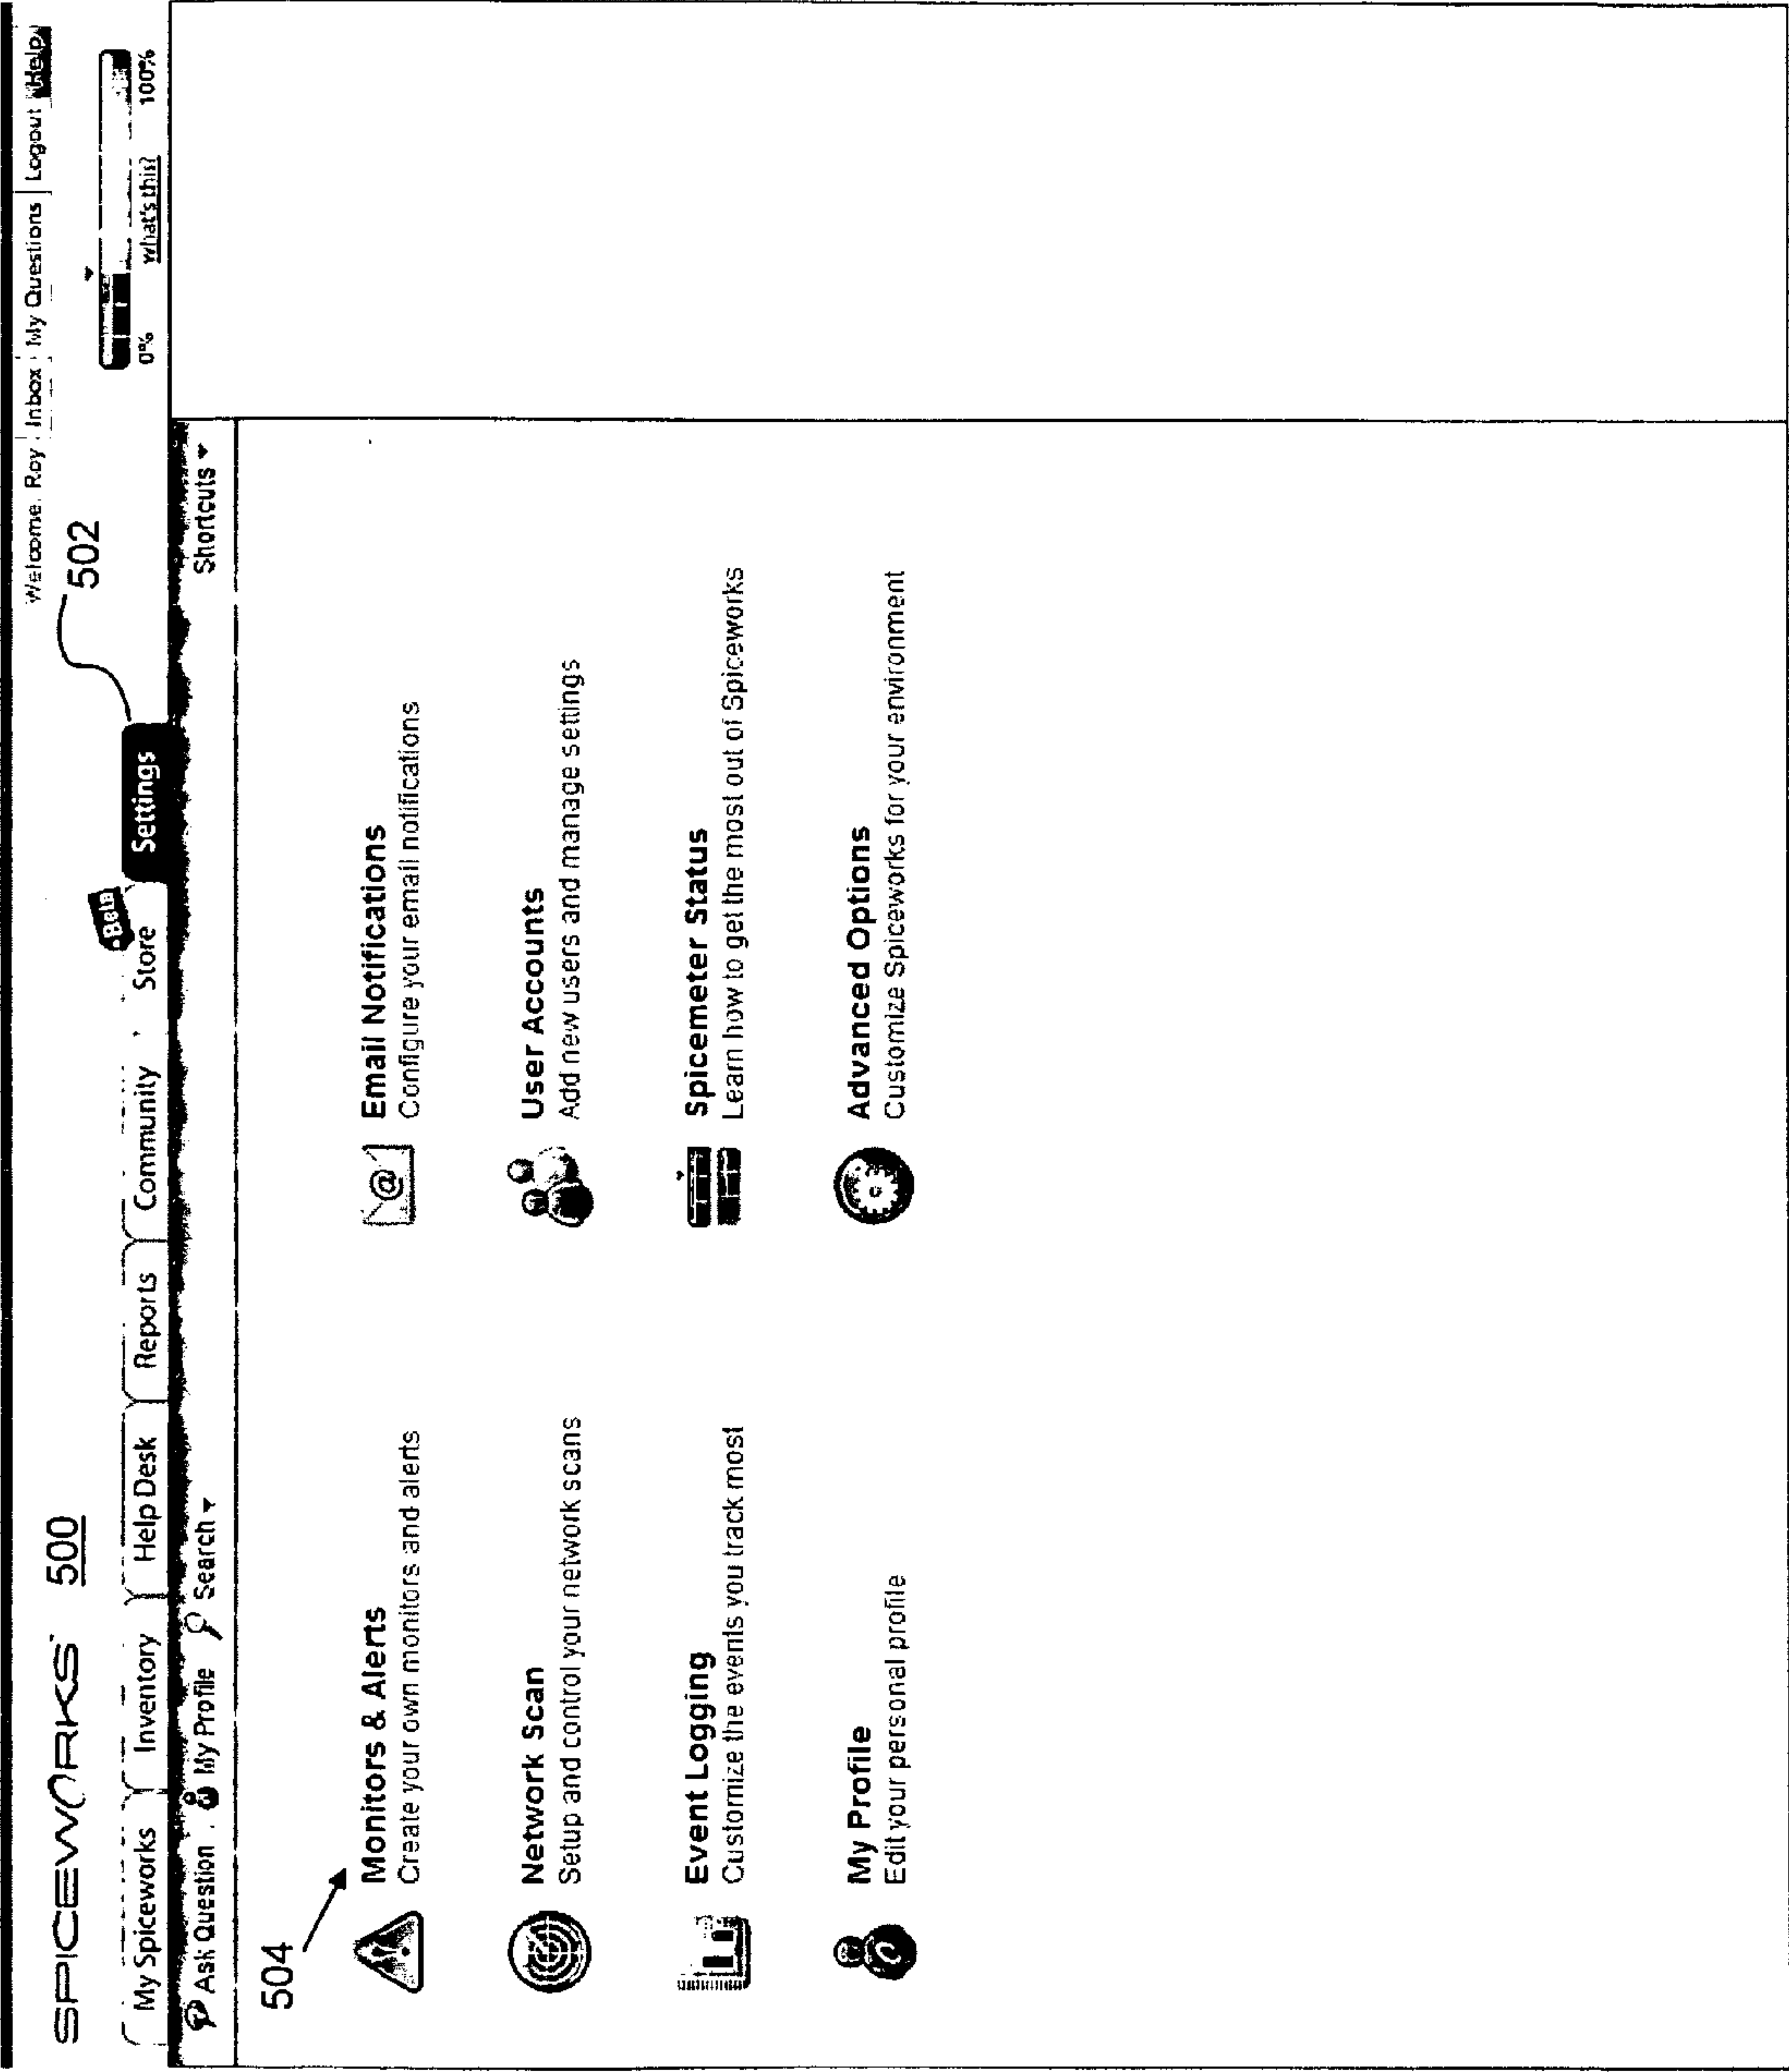 Welcome, Roy Inbox My Questions Logout Help
SPICEWORKS 500
502
0% What's this? 100%
My Spiceworks Inventory Help Desk Reports Community Store Beta Settings
Ask Question My Profile Search Shortcuts
504
Monitors & Alerts
Create your own monitors and alerts
Email Notifications
Configure your email notifications
Network Scan
Setup and control your network scans
User Accounts
Add new users and manage settings
Event Logging
Customize the events you track most
Spicemeter Status
Learn how to get the most out of Spiceworks
My Profile
Edit your personal profile
Advanced Options
Customize Spiceworks for your environment